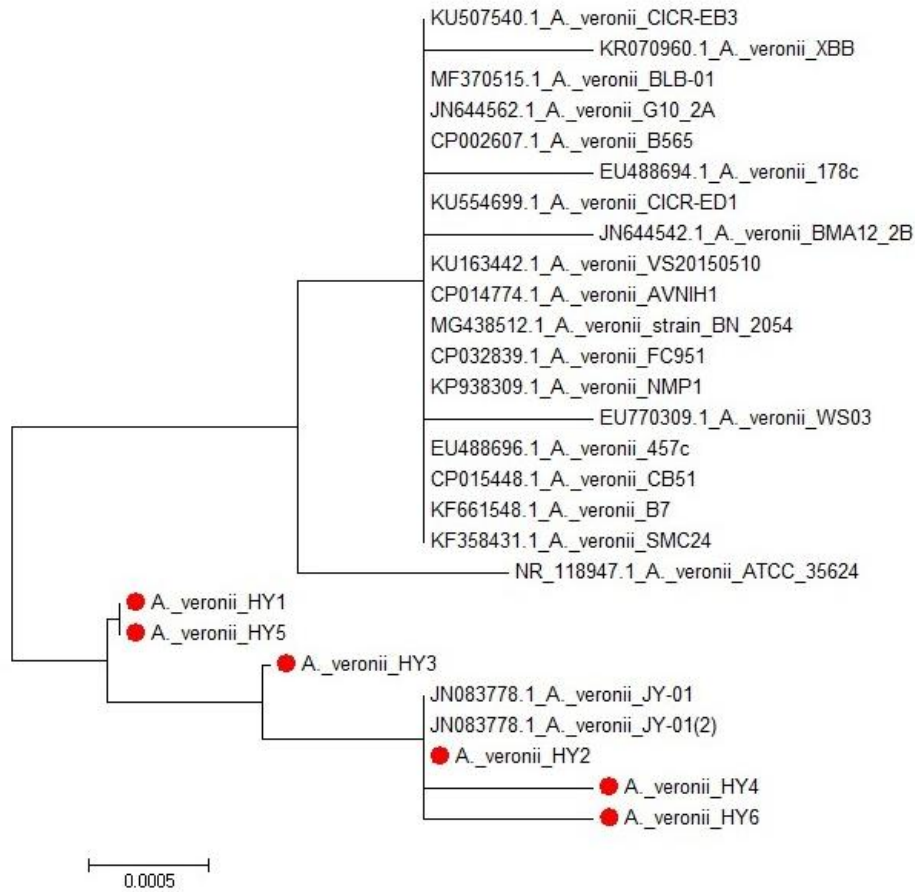 KU507540.1_A._veronii_CICR-EB3
KR070960.1_A._veronii_XBB
MF370515.1_A._veronii_BLB-01
JN644562.1_A._veronii_G10_2A
CP002607.1_A._veronii_B565
EU488694.1_A._veronii_178c
KU554699.1_A._veronii_CICR-ED1
JN644542.1_A._veronii_BMA12_2B
KU163442.1_A._veronii_VS20150510
CP014774.1_A._veronii_AVNIH1
MG438512.1_A._veronii_strain_BN_2054
CP032839.1_A._veronii_FC951
KP938309.1_A._veronii_NMP1
EU770309.1_A._veronii_WS03
EU488696.1_A._veronii_457c
CP015448.1_A._veronii_CB51
KF661548.1_A._veronii_B7
KF358431.1_A._veronii_SMC24
NR_118947.1_A._veronii_ATCC_35624
A._veronii_HY1
A._veronii_HY5
A._veronii_HY3
JN083778.1_A._veronii_JY-01
JN083778.1_A._veronii_JY-01(2)
A._veronii_HY2
A._veronii_HY4
A._veronii_HY6
0.0005